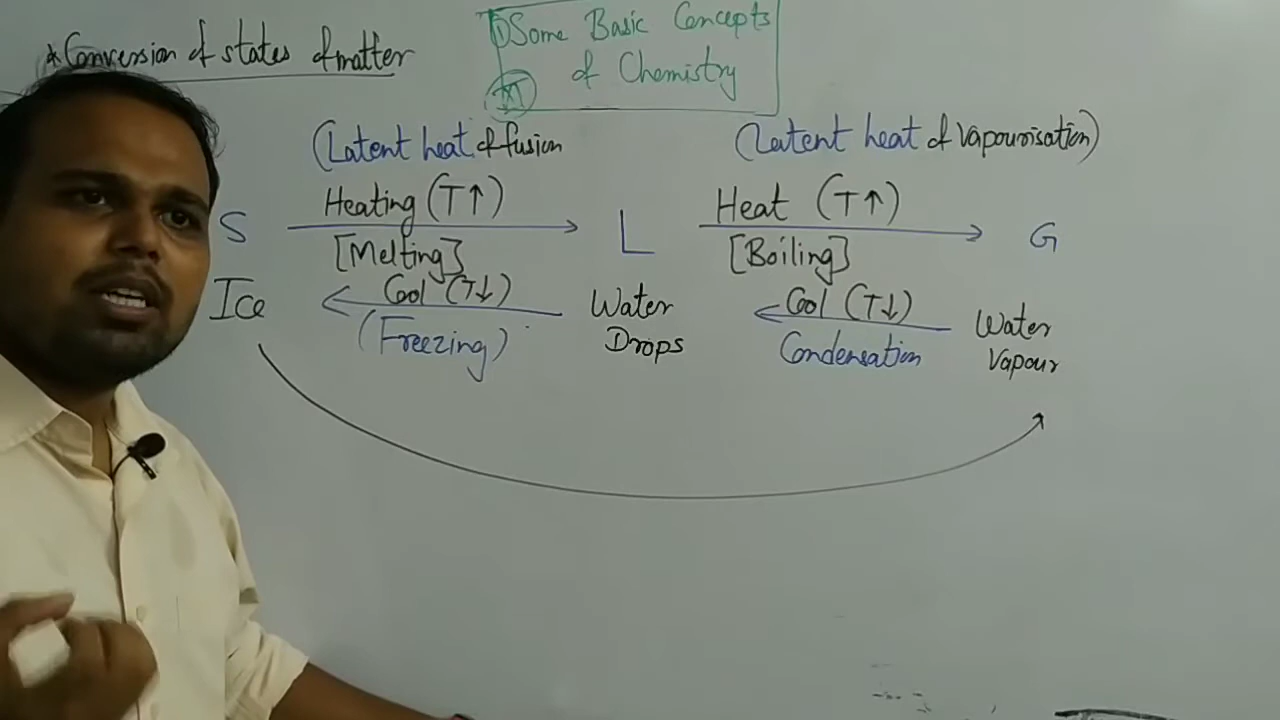 *Conversion of states of matter
1) Some Basic Concepts
of Chemistry
XI
(Latent heat of fusion
(Latent heat of Vapourisation)
Heating (T↑)
Heat (T↑)
S
L
G
[Melting]
[Boiling]
Ice
Cool (T↓)
Water
Drops
Cool (T↓)
Water
Vapour
(Freezing)
Condensation